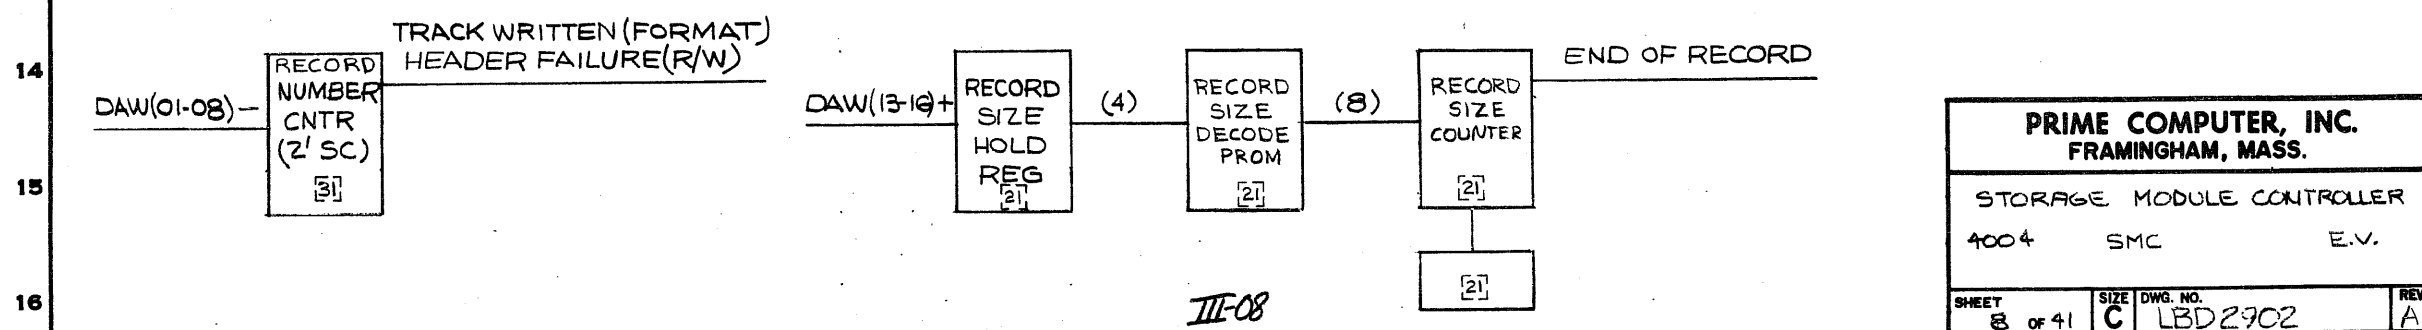 14
15
16
TRACK WRITTEN (FORMAT)
HEADER FAILURE (R/W)
DAW(01-08)-
RECORD
NUMBER
CNTR
(2'SC)
[31]
DAW(13-16)+
RECORD
SIZE
HOLD
REG
[21]
(4)
RECORD
SIZE
DECODE
PROM
[21]
(8)
RECORD
SIZE
COUNTER
[21]
[21]
END OF RECORD
III-08
PRIME COMPUTER, INC.
FRAMINGHAM, MASS.
STORAGE MODULE CONTROLLER
4004 SMC E.V.
SHEET 8 OF 41
SIZE C
DWG. NO. LBD2902
REV A